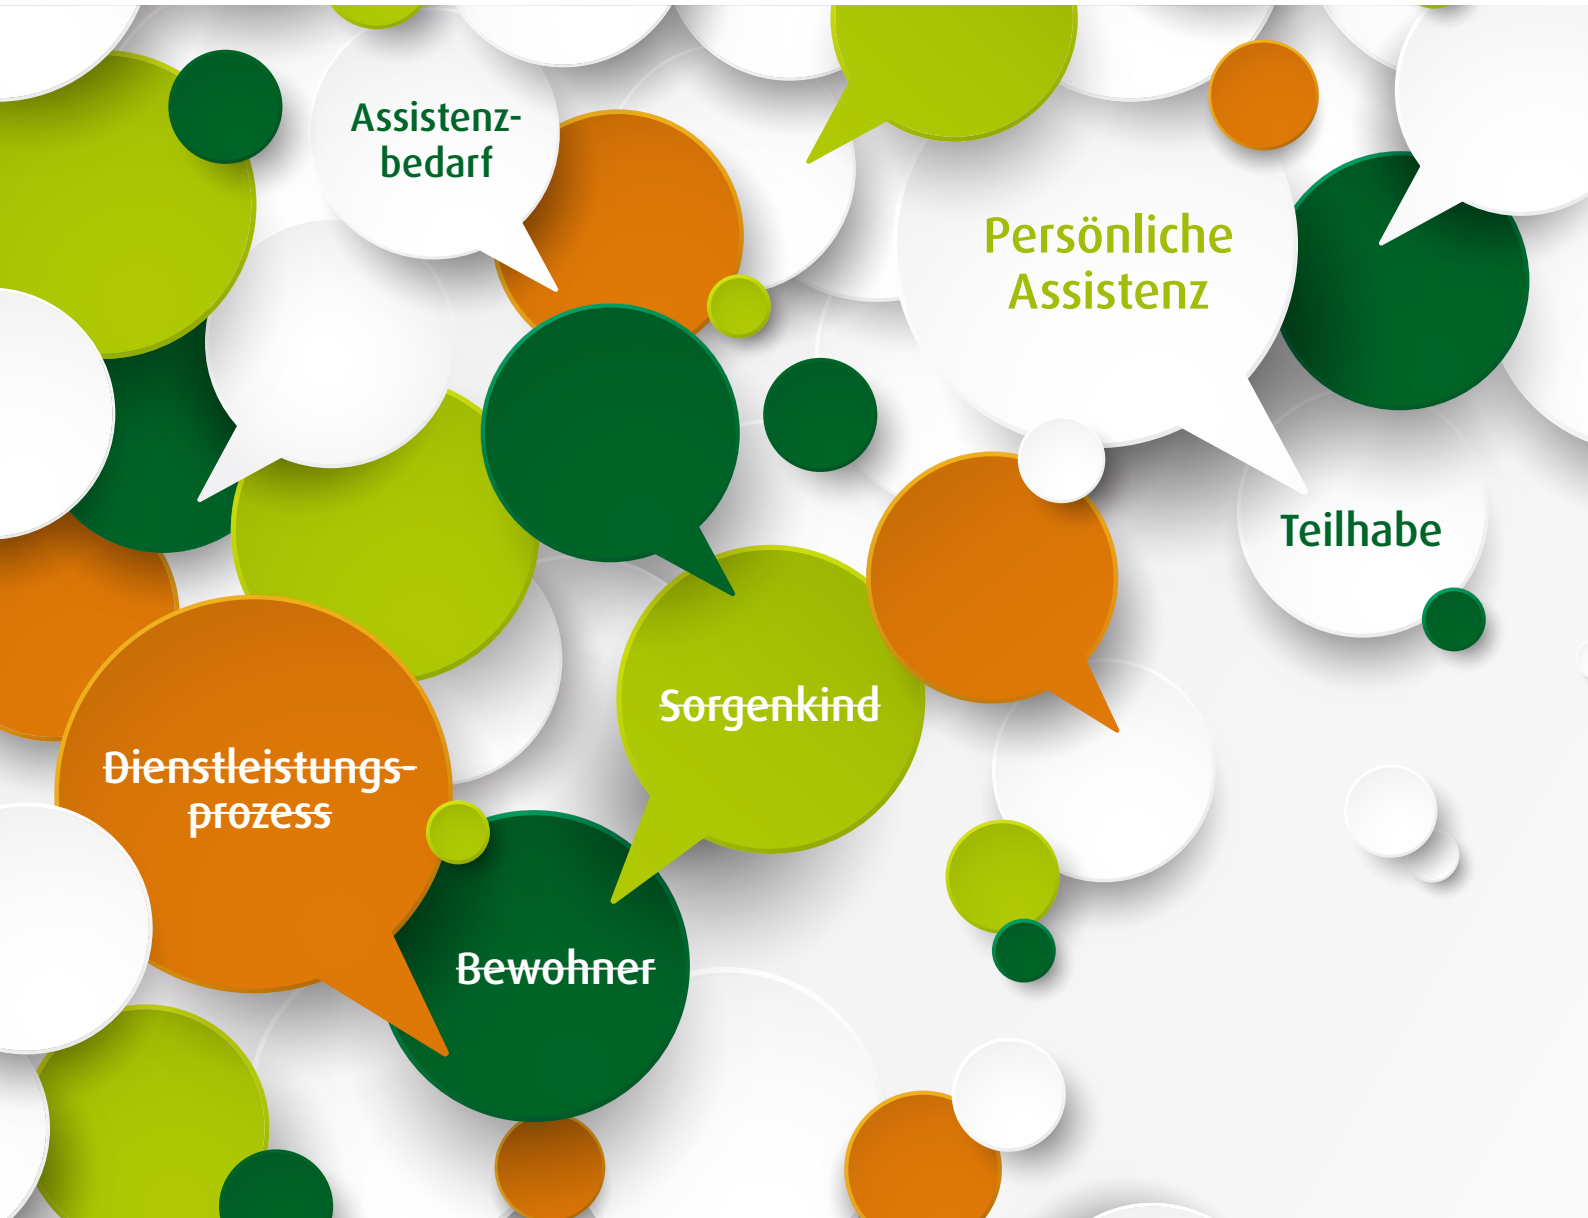 Assistenz-
bedarf
Persönliche
Assistenz
Teilhabe
Sorgenkind
Dienstleistungs-
prozess
Bewohner